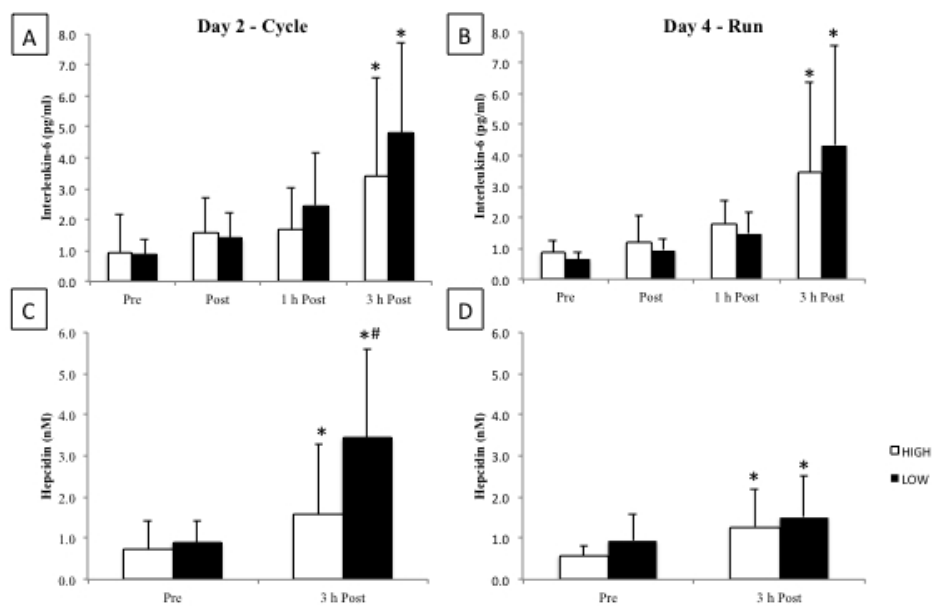 A
Day 2 - Cycle
8.0
7.0
6.0
5.0
4.0
3.0
2.0
1.0
0.0
Interleukin-6 (pg/ml)
*
*
Pre
Post
1 h Post
3 h Post
B
Day 4 - Run
8.0
7.0
6.0
5.0
4.0
3.0
2.0
1.0
0.0
Interleukin-6 (pg/ml)
*
*
Pre
Post
1 h Post
3 h Post
C
6.0
5.0
4.0
3.0
2.0
1.0
0.0
Hepcidin (nM)
*
*#
Pre
3 h Post
D
6.0
5.0
4.0
3.0
2.0
1.0
0.0
Hepcidin (nM)
*
*
Pre
3 h Post
HIGH
LOW